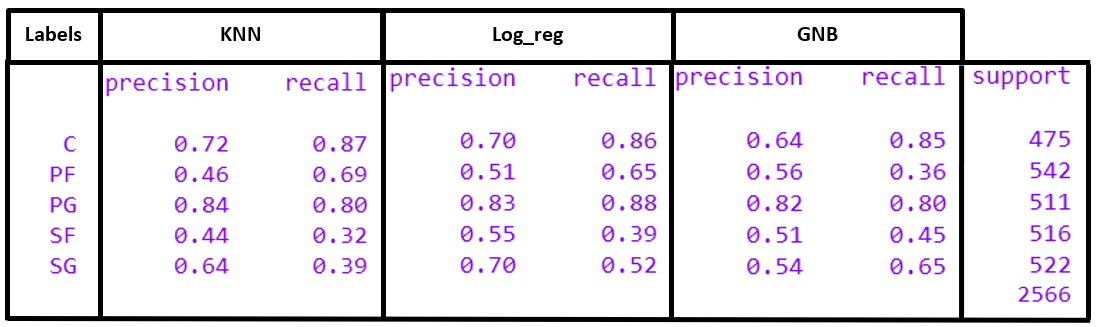 Labels KNN Log_reg GNB
precision recall precision recall precision recall support
C 0.72 0.87 0.70 0.86 0.64 0.85 475
PF 0.46 0.69 0.51 0.65 0.56 0.36 542
PG 0.84 0.80 0.83 0.88 0.82 0.80 511
SF 0.44 0.32 0.55 0.39 0.51 0.45 516
SG 0.64 0.39 0.70 0.52 0.54 0.65 522
2566